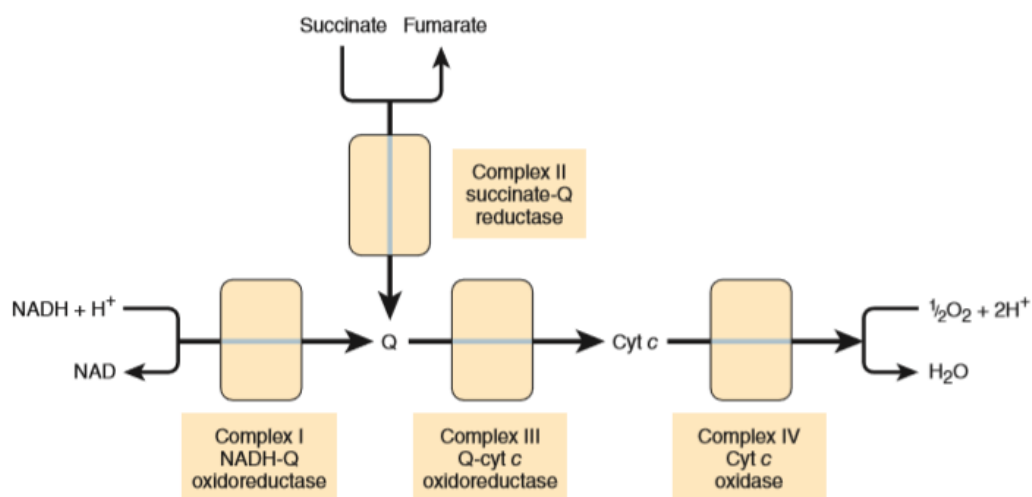 Succinate Fumarate
Complex II
succinate-Q
reductase
NADH + H⁺
NAD
Q
Cyt c
½O₂ + 2H⁺
H₂O
Complex I
NADH-Q
oxidoreductase
Complex III
Q-cyt c
oxidoreductase
Complex IV
Cyt c
oxidase